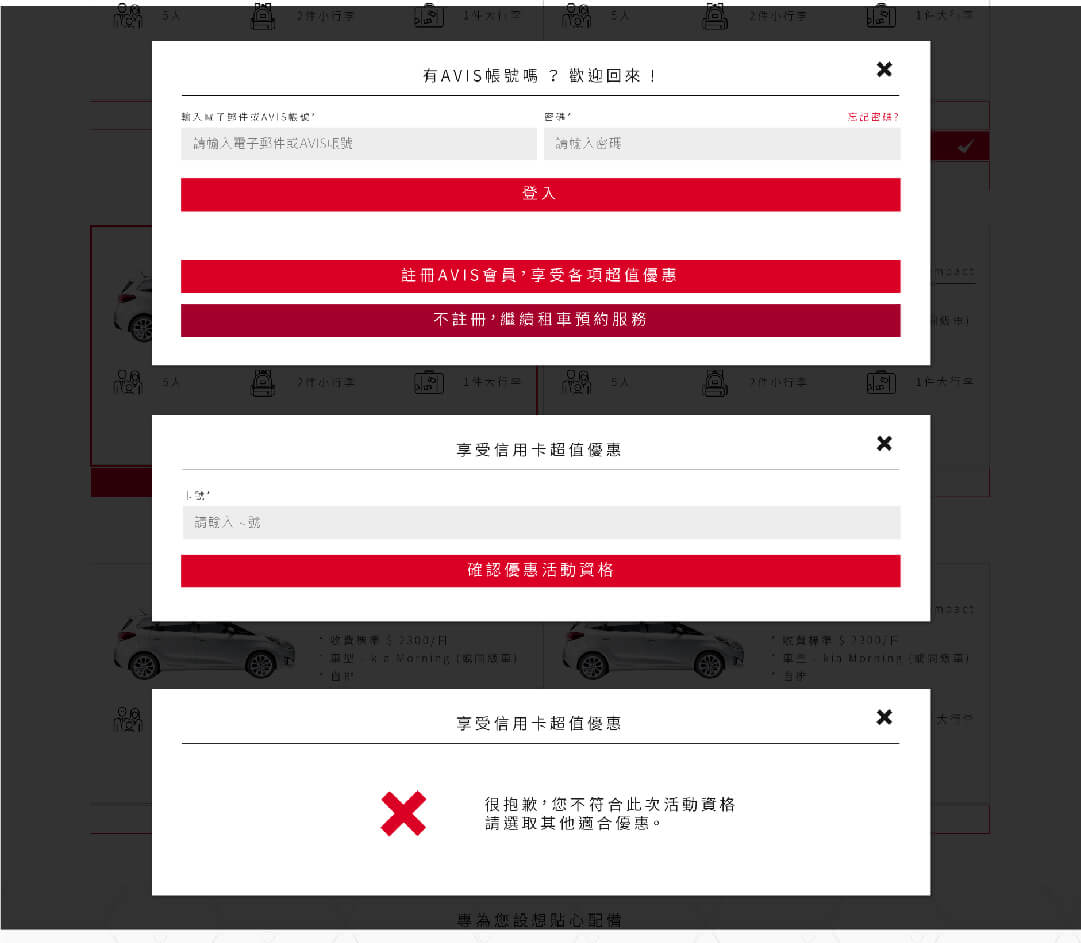 5人
2件小行李
1件大行李
5人
2件小行李
1件大行李
有AVIS帳號嗎 ? 歡迎回來 !
輸入電子郵件或AVIS帳號*
密碼*
忘記密碼?
請輸入電子郵件或AVIS帳號
請輸入密碼
登入
註冊AVIS會員,享受各項超值優惠
不註冊,繼續租車預約服務
mpact
5人
2件小行李
1件大行李
5人
2件小行李
1件大行李
享受信用卡超值優惠
卡號*
請輸入卡號
確認優惠活動資格
mpact
* 收費標準 $ 2300/日
* 車型 - kia Morning (或同級車)
* 自排
* 收費標準 $ 2300/日
* 車型 - kia Morning (或同級車)
* 自排
享受信用卡超值優惠
大行李
很抱歉,您不符合此次活動資格
請選取其他適合優惠。
專為您設想貼心配備